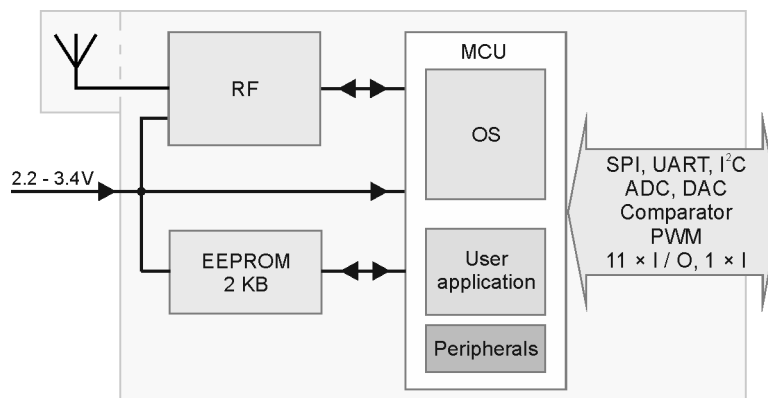 MCU
RF
OS
2.2 - 3.4V
SPI, UART, I²C
ADC, DAC
Comparator
PWM
11 × I / O, 1 × I
EEPROM
2 KB
User
application
Peripherals